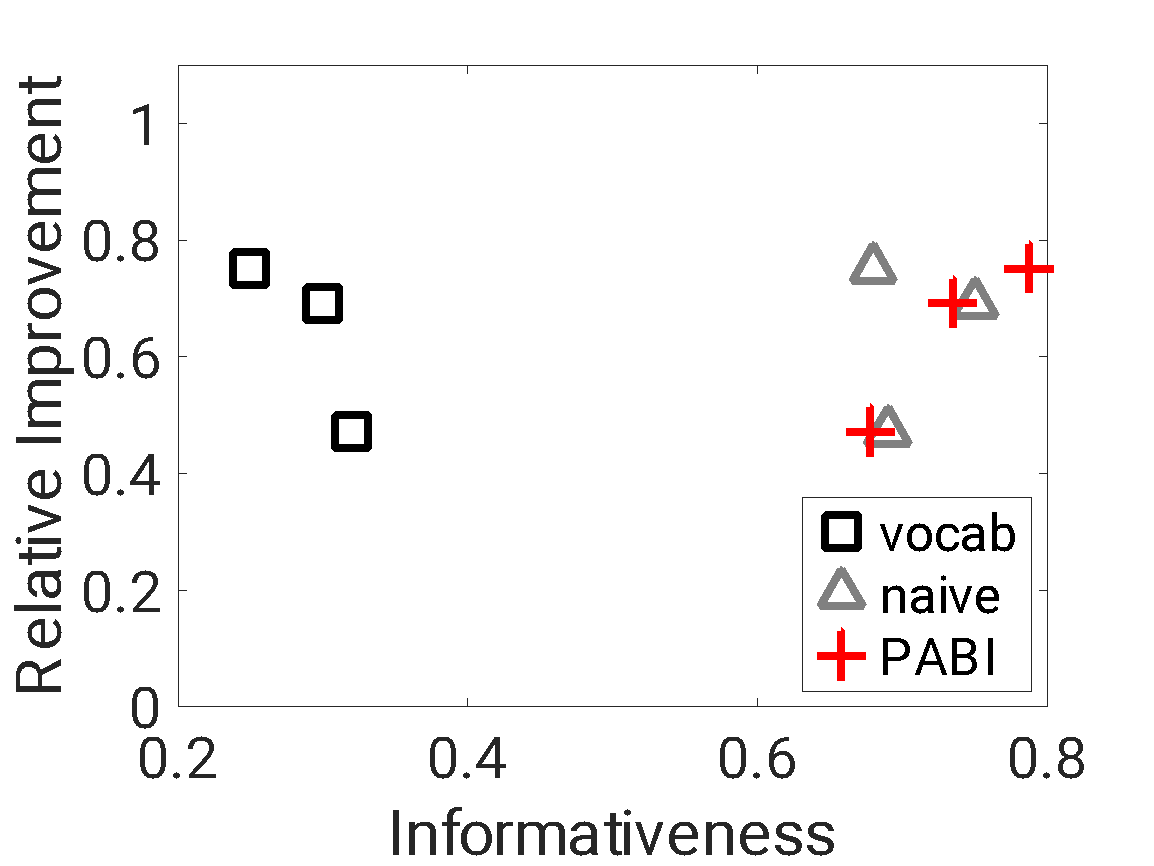 Relative Improvement
1
0.8
0.6
0.4
0.2
0
vocab
naive
PABI
0.2 0.4 0.6 0.8
Informativeness